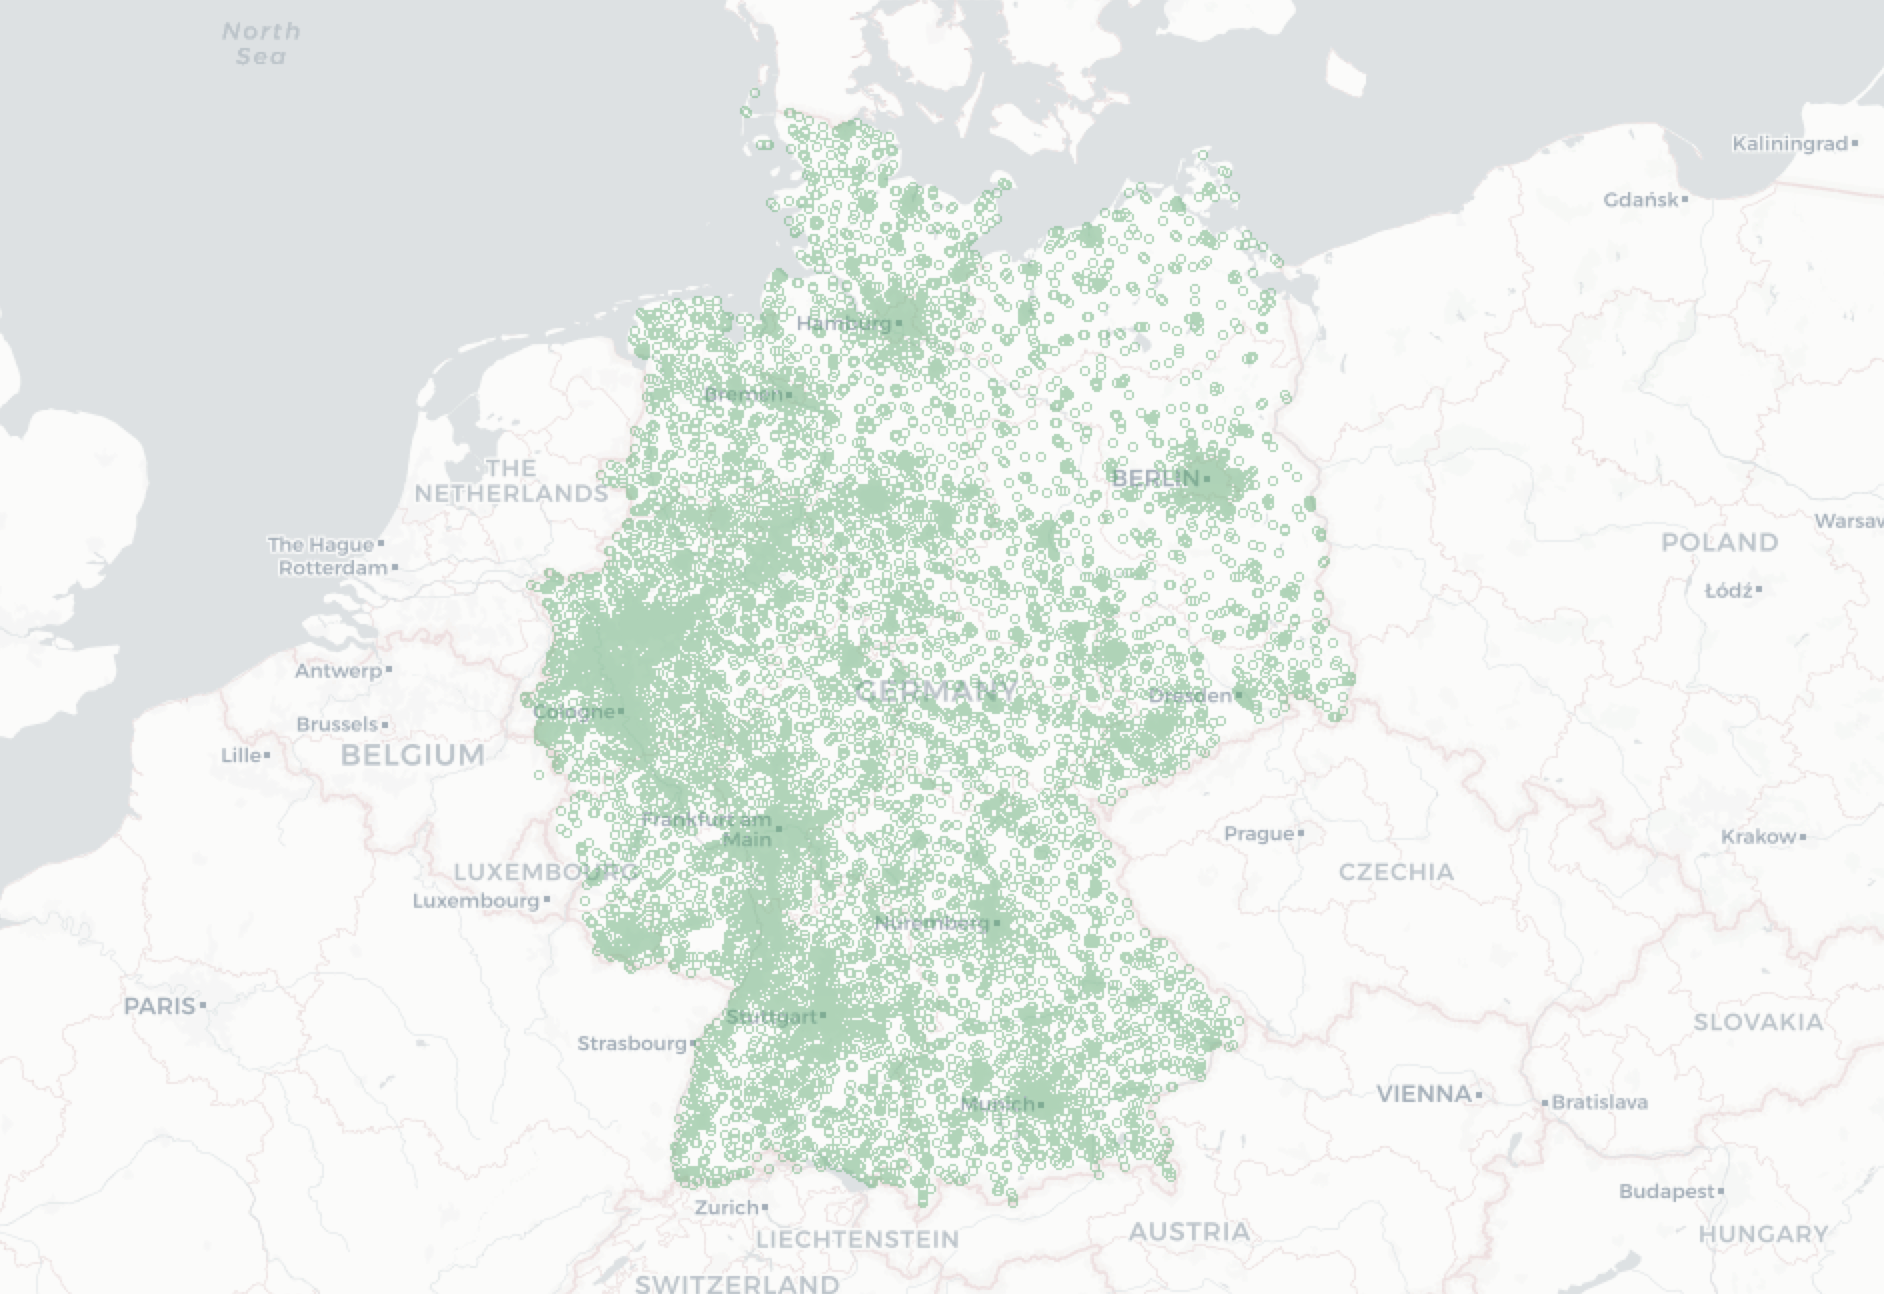 North
Sea
Kaliningrad
Gdańsk
Hamburg
Bremen
THE
NETHERLANDS
BERLIN
Warsaw
The Hague
Rotterdam
POLAND
Łódź
Antwerp
GERMANY
Dresden
Cologne
Brussels
Lille
BELGIUM
Frankfurt am
Main
Prague
Krakow
LUXEMBOURG
CZECHIA
Luxembourg
Nuremberg
PARIS
Stuttgart
SLOVAKIA
Strasbourg
Munich
VIENNA
Bratislava
Budapest
Zurich
LIECHTENSTEIN
AUSTRIA
HUNGARY
SWITZERLAND